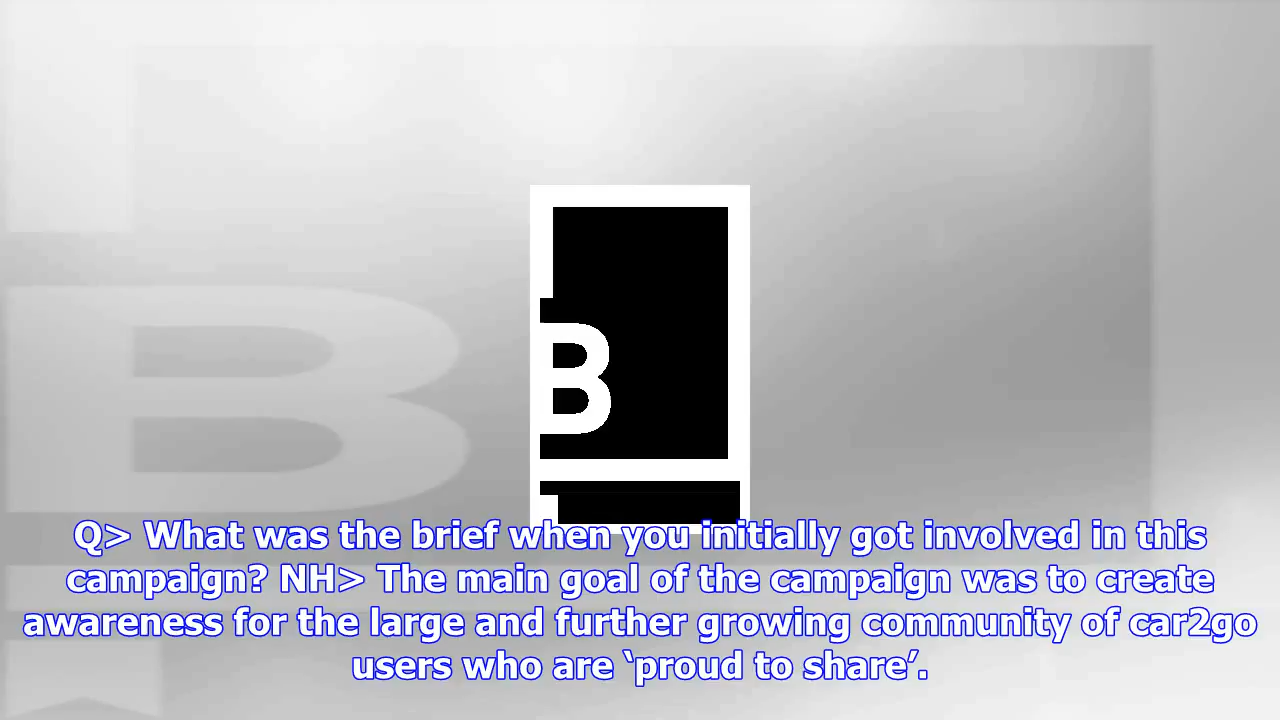 B
B
Q> What was the brief when you initially got involved in this
campaign? NH> The main goal of the campaign was to create
awareness for the large and further growing community of car2go
users who are ‘proud to share’.